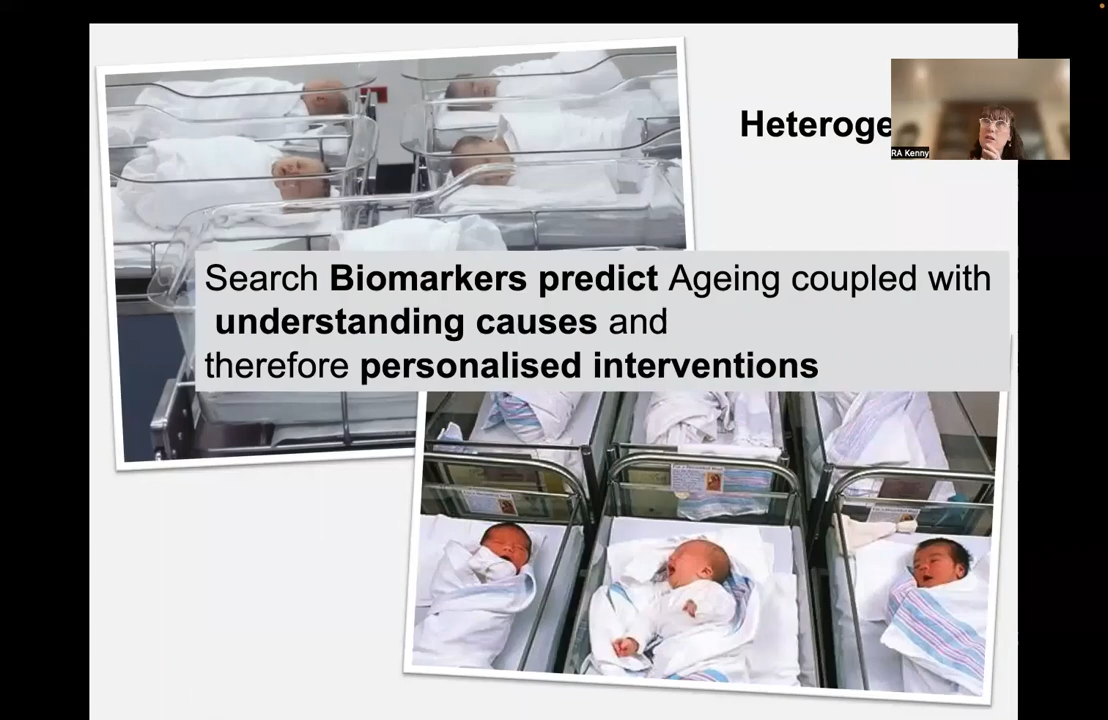 Heteroge
RA Kenny
Search Biomarkers predict Ageing coupled with
understanding causes and
therefore personalised interventions